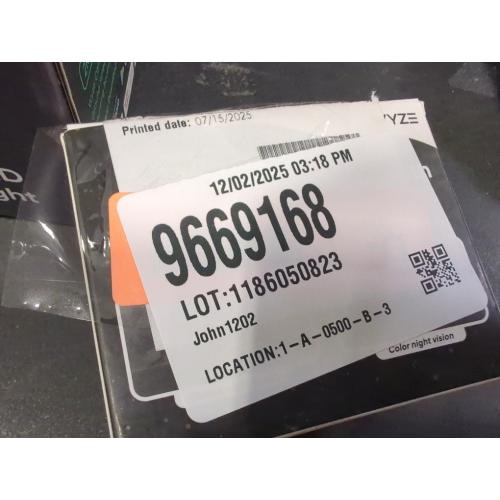 Printed date: 07/15/2025
YZE
12/02/2025 03:18 PM
9669168
LOT:1186050823
John1202
LOCATION:1-A-0500-B-3
Color night vision
D
ght